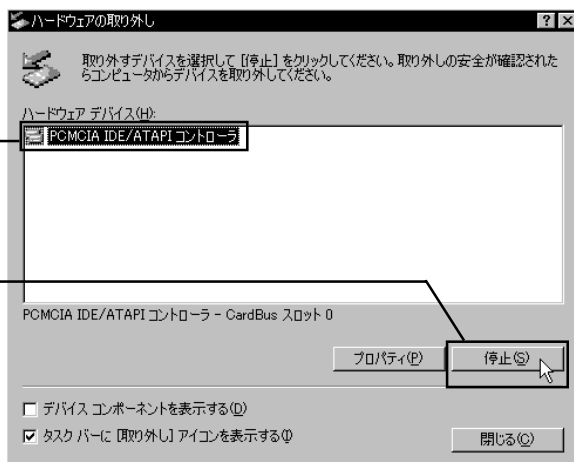 ハードウェアの取り外し
取り外すデバイスを選択して [停止] をクリックしてください。取り外しの安全が確認された
らコンピュータからデバイスを取り外してください。
ハードウェア デバイス(H):
PCMCIA IDE/ATAPI コントローラ
PCMCIA IDE/ATAPI コントローラ - CardBus スロット 0
プロパティ(P) 停止(S)
デバイス コンポーネントを表示する(D)
タスク バーに [取り外し] アイコンを表示する(I)
閉じる(C)